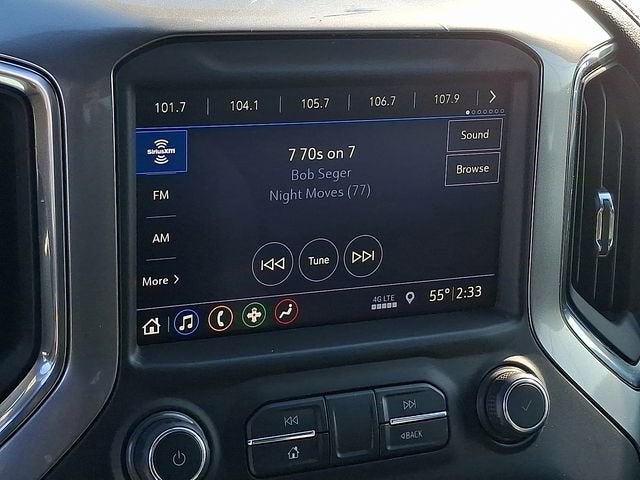 101.7 104.1 105.7 106.7 107.9
SiriusXM
7 70s on 7
Sound
Bob Seger
Browse
FM
Night Moves (77)
AM
Tune
More
4G LTE
55° 2:33
BACK